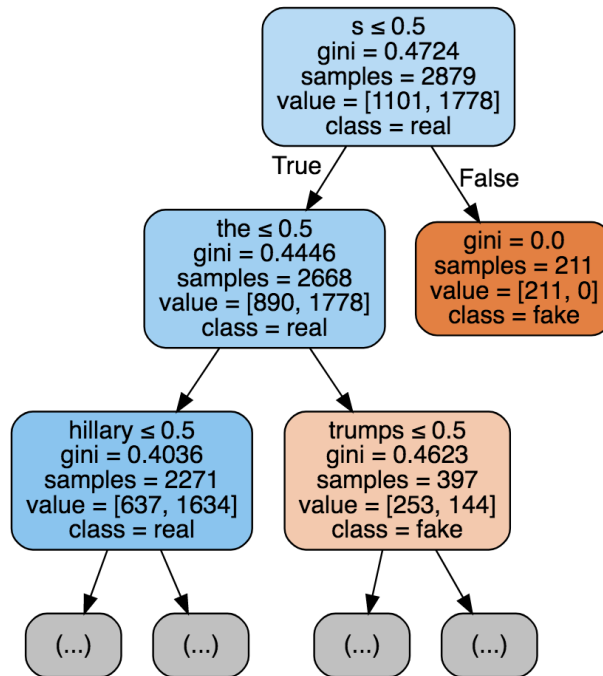 s ≤ 0.5
gini = 0.4724
samples = 2879
value = [1101, 1778]
class = real
True
False
the ≤ 0.5
gini = 0.4446
samples = 2668
value = [890, 1778]
class = real
gini = 0.0
samples = 211
value = [211, 0]
class = fake
hillary ≤ 0.5
gini = 0.4036
samples = 2271
value = [637, 1634]
class = real
trumps ≤ 0.5
gini = 0.4623
samples = 397
value = [253, 144]
class = fake
(...)
(...)
(...)
(...)